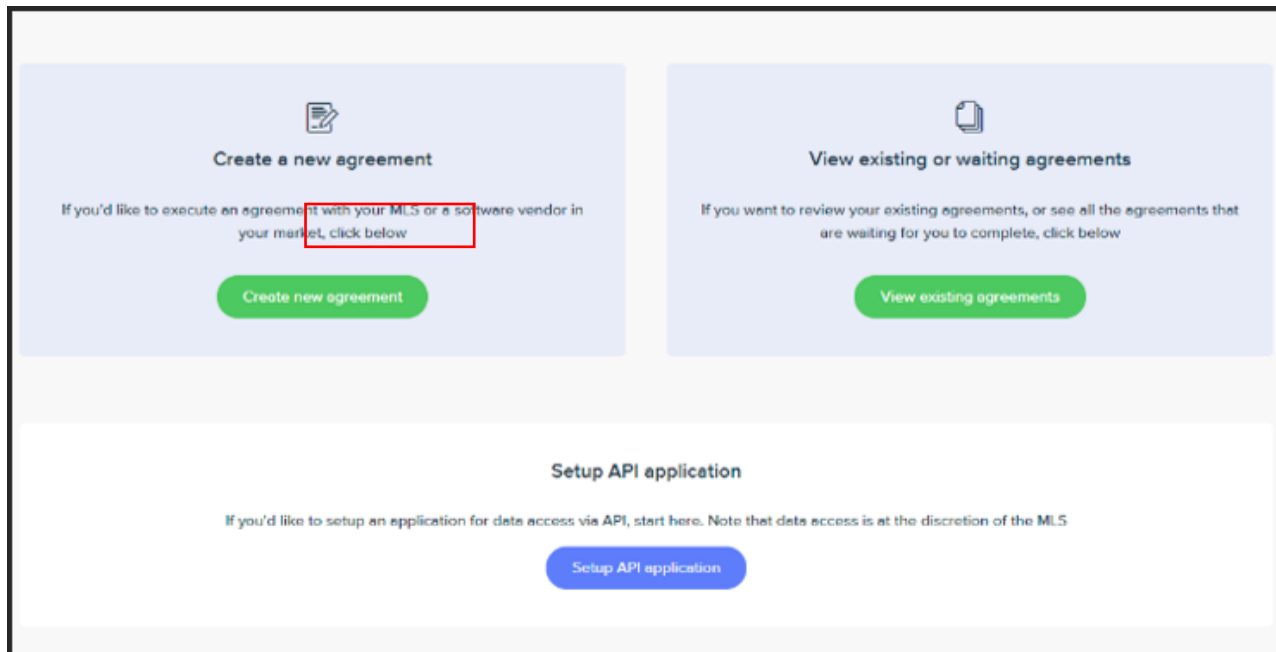 Create a new agreement
If you'd like to execute an agreement with your MLS or a software vendor in
your market, click below
Create new agreement
View existing or waiting agreements
If you want to review your existing agreements, or see all the agreements that
are waiting for you to complete, click below
View existing agreements
Setup API application
If you'd like to setup an application for data access via API, start here. Note that data access is at the discretion of the MLS
Setup API application